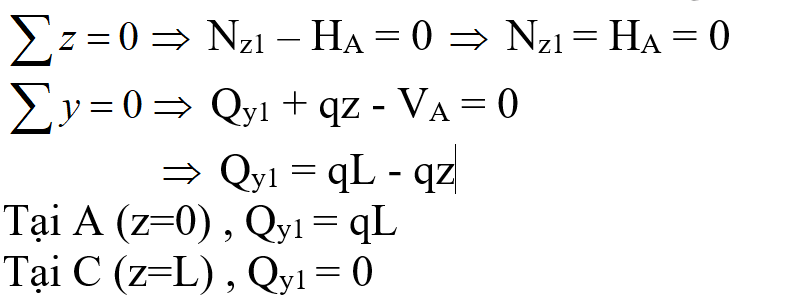 ∑ z = 0 ⇒ N_z1 – H_A = 0 ⇒ N_z1 = H_A = 0
∑ y = 0 ⇒ Q_y1 + qz - V_A = 0
⇒ Q_y1 = qL - qz
Tại A (z=0) , Q_y1 = qL
Tại C (z=L) , Q_y1 = 0